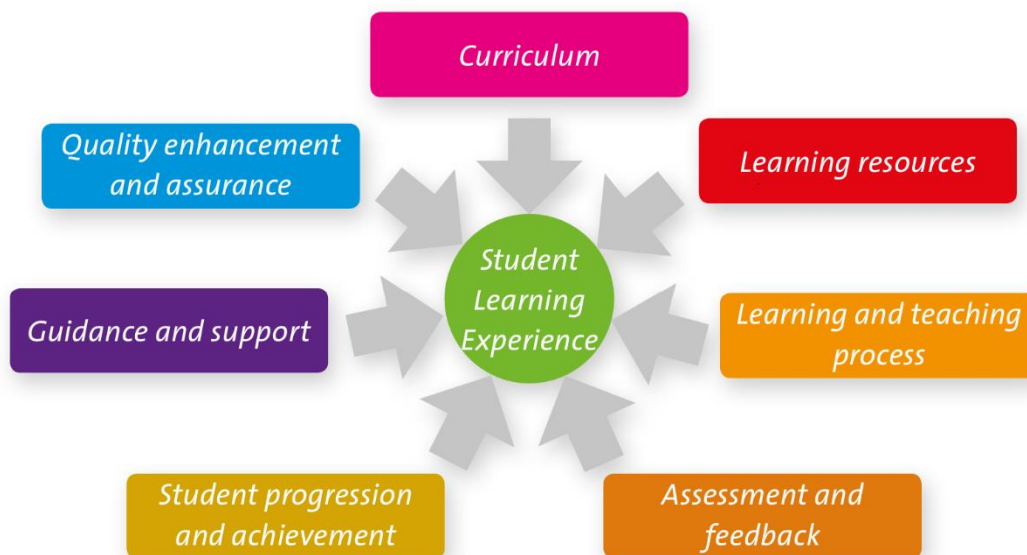 Curriculum
Quality enhancement
and assurance
Learning resources
Student
Learning
Experience
Guidance and support
Learning and teaching
process
Student progression
and achievement
Assessment and
feedback